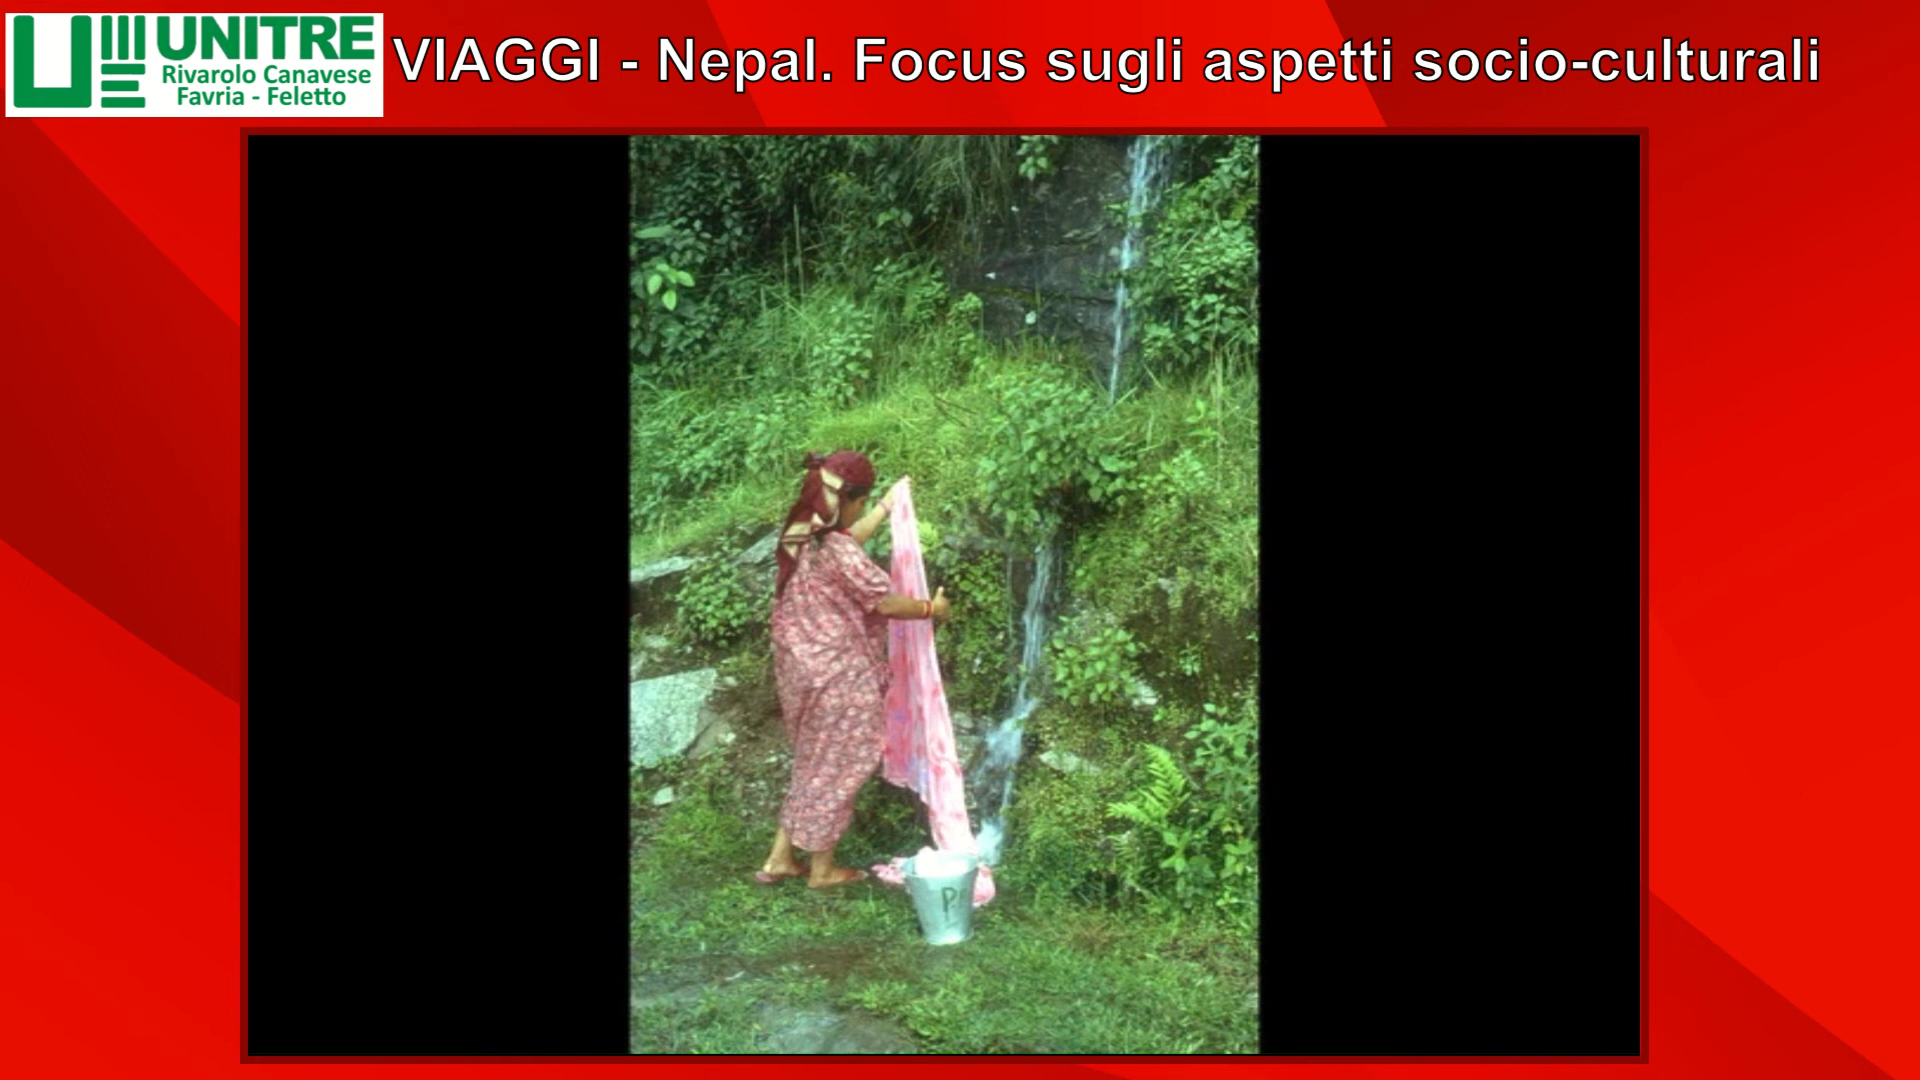 UNITRE
Rivarolo Canavese
Favria - Feletto
VIAGGI - Nepal. Focus sugli aspetti socio-culturali